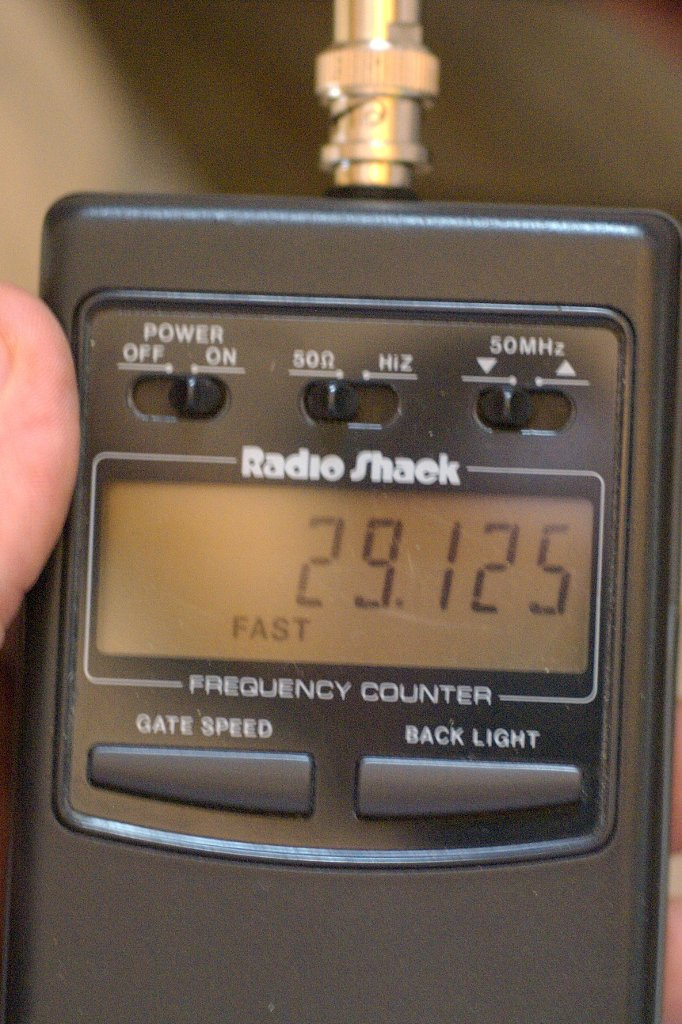 POWER
OFF ON
50Ω HiZ
50MHz
▼ ▲
Radio Shack
29.125
FAST
FREQUENCY COUNTER
GATE SPEED
BACK LIGHT